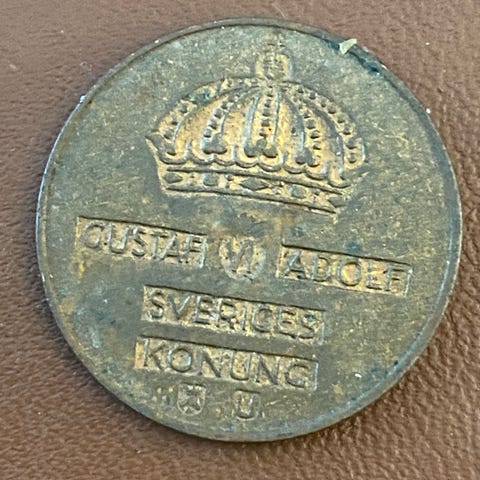 GUSTAF VI ADOLF
SVERIGES
KONUNG
U